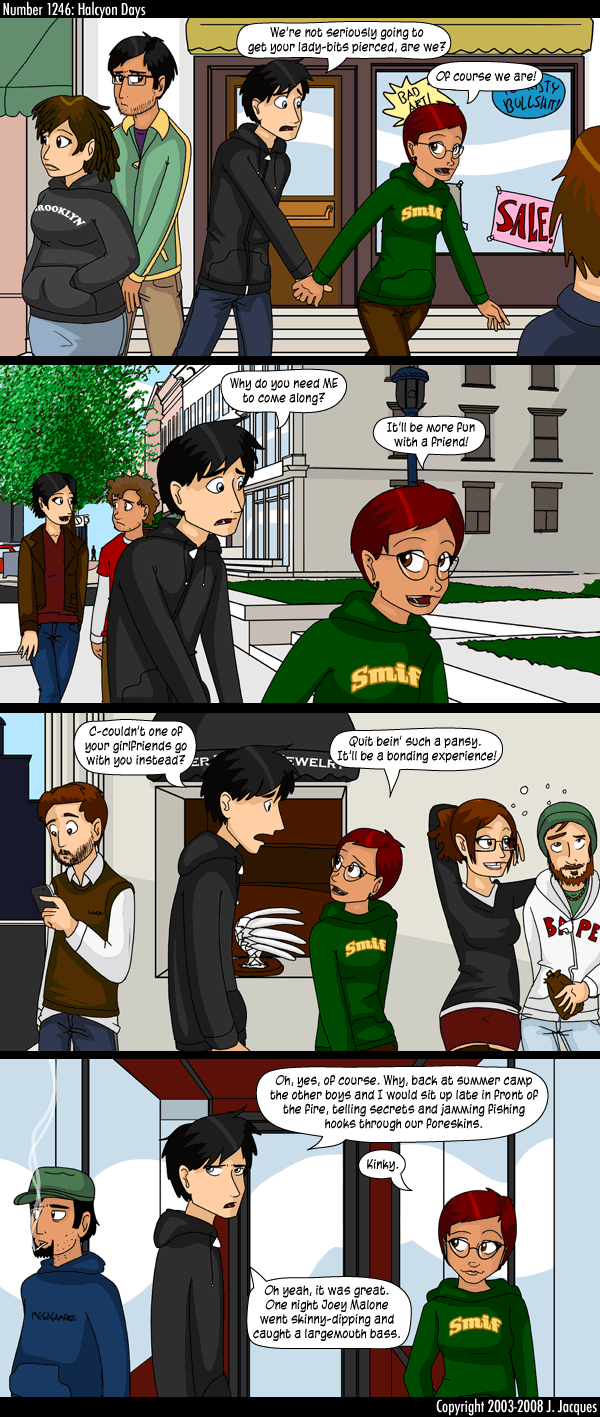 Number 1246: Halcyon Days
We're not seriously going to
get your lady-bits pierced, are we?
Of course we are!
BAD
ART!
BULLSHIT!
SALE!
BROOKLYN
Smif
Why do you need ME
to come along?
It'll be more fun
with a friend!
Smif
C-couldn't one of
your girlfriends go
with you instead?
Quit bein' such a pansy.
It'll be a bonding experience!
JEWELRY
Smif
Oh, yes, of course. Why, back at summer camp
the other boys and I would sit up late in front of
the fire, telling secrets and jamming fishing
hooks through our foreskins.
Kinky.
Oh yeah, it was great.
One night Joey Malone
went skinny-dipping and
caught a largemouth bass.
Smif
Copyright 2003-2008 J. Jacques